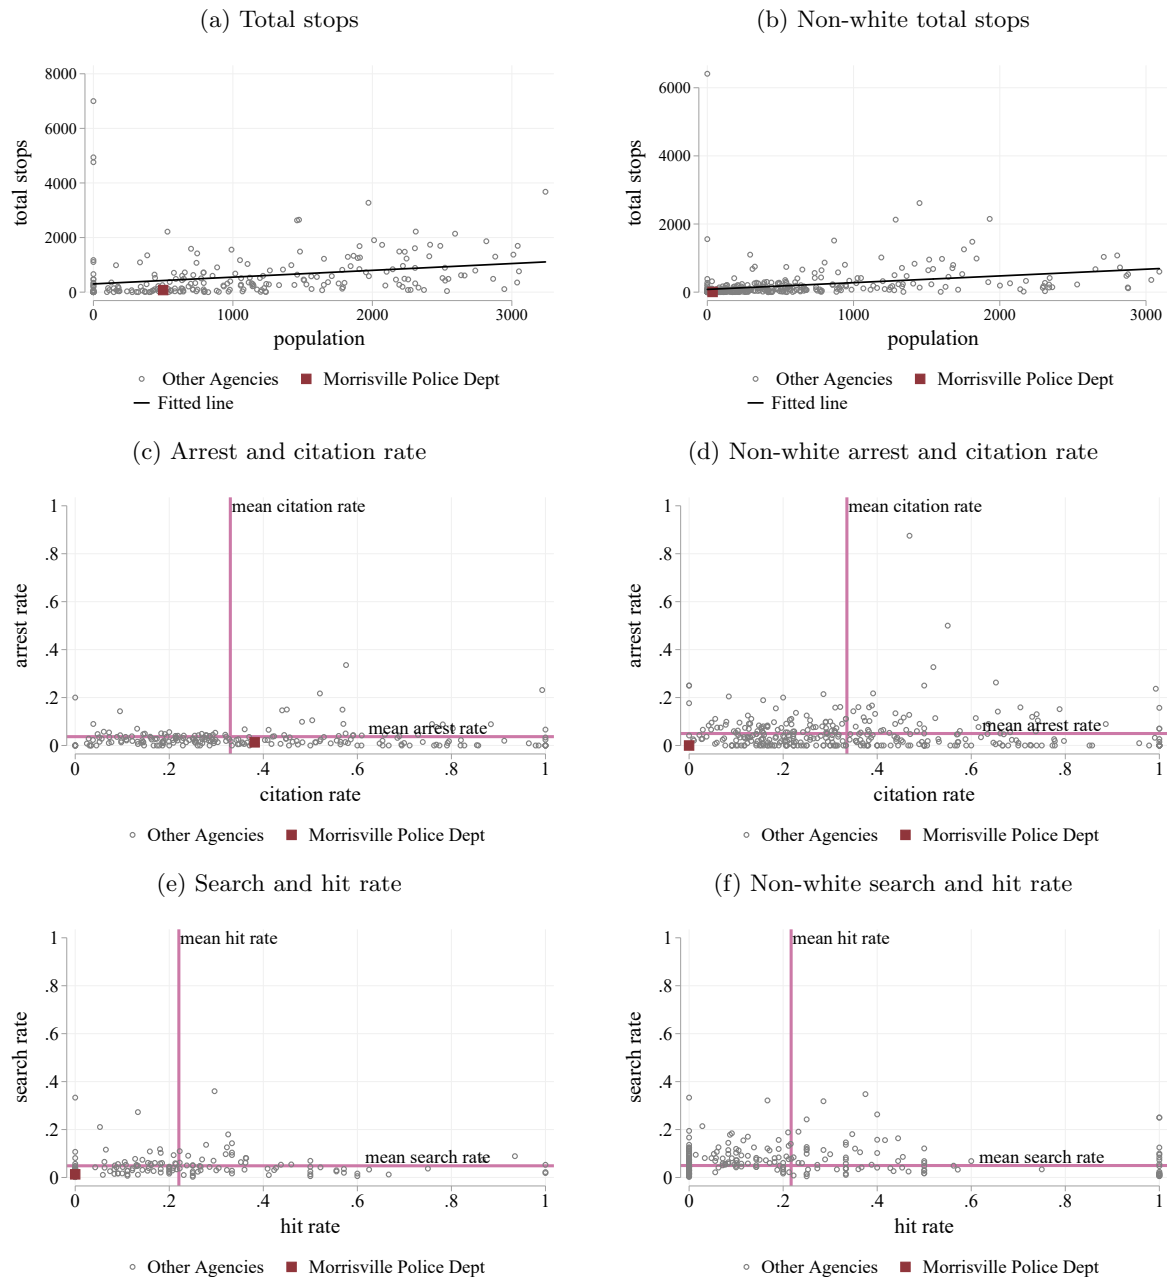 (a) Total stops
(b) Non-white total stops
8000
6000
4000
2000
0
total stops
0
1000
2000
3000
population
Other Agencies
Morrisville Police Dept
Fitted line
6000
4000
2000
0
total stops
0
1000
2000
3000
population
Other Agencies
Morrisville Police Dept
Fitted line
(c) Arrest and citation rate
(d) Non-white arrest and citation rate
1
.8
.6
.4
.2
0
arrest rate
mean citation rate
mean arrest rate
0
.2
.4
.6
.8
1
citation rate
Other Agencies
Morrisville Police Dept
1
.8
.6
.4
.2
0
arrest rate
mean citation rate
mean arrest rate
0
.2
.4
.6
.8
1
citation rate
Other Agencies
Morrisville Police Dept
(e) Search and hit rate
(f) Non-white search and hit rate
1
.8
.6
.4
.2
0
search rate
mean hit rate
mean search rate
0
.2
.4
.6
.8
1
hit rate
Other Agencies
Morrisville Police Dept
1
.8
.6
.4
.2
0
search rate
mean hit rate
mean search rate
0
.2
.4
.6
.8
1
hit rate
Other Agencies
Morrisville Police Dept